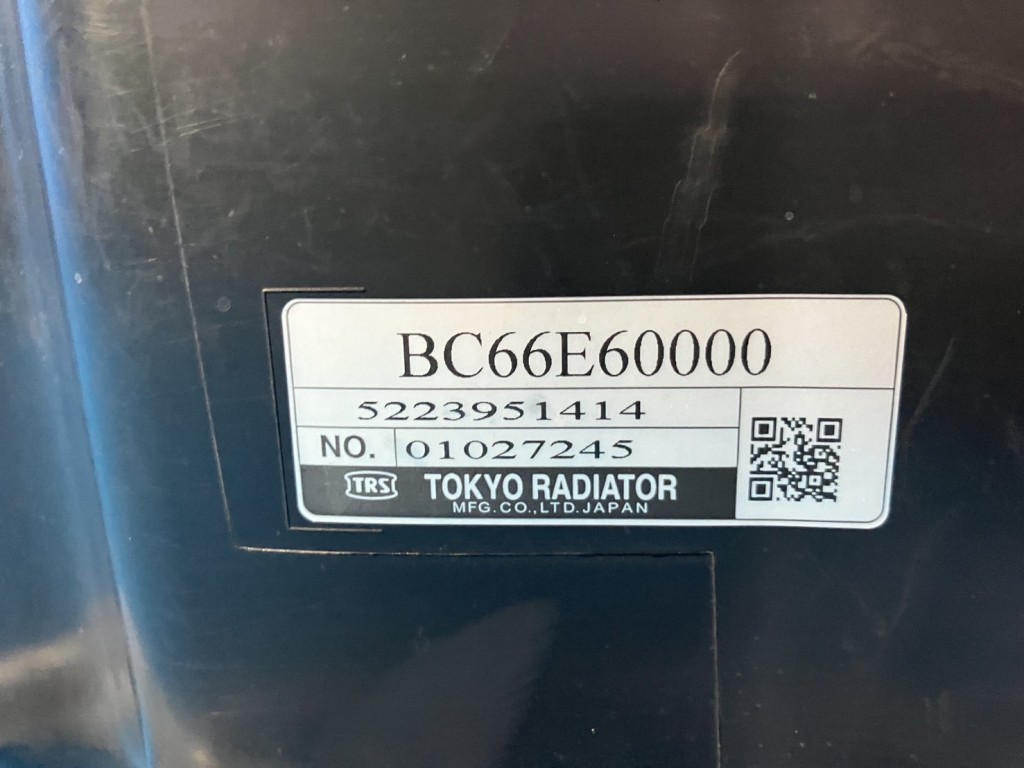 BC66E60000
5223951414
NO. 01027245
TRS TOKYO RADIATOR
MFG.CO.,LTD.JAPAN